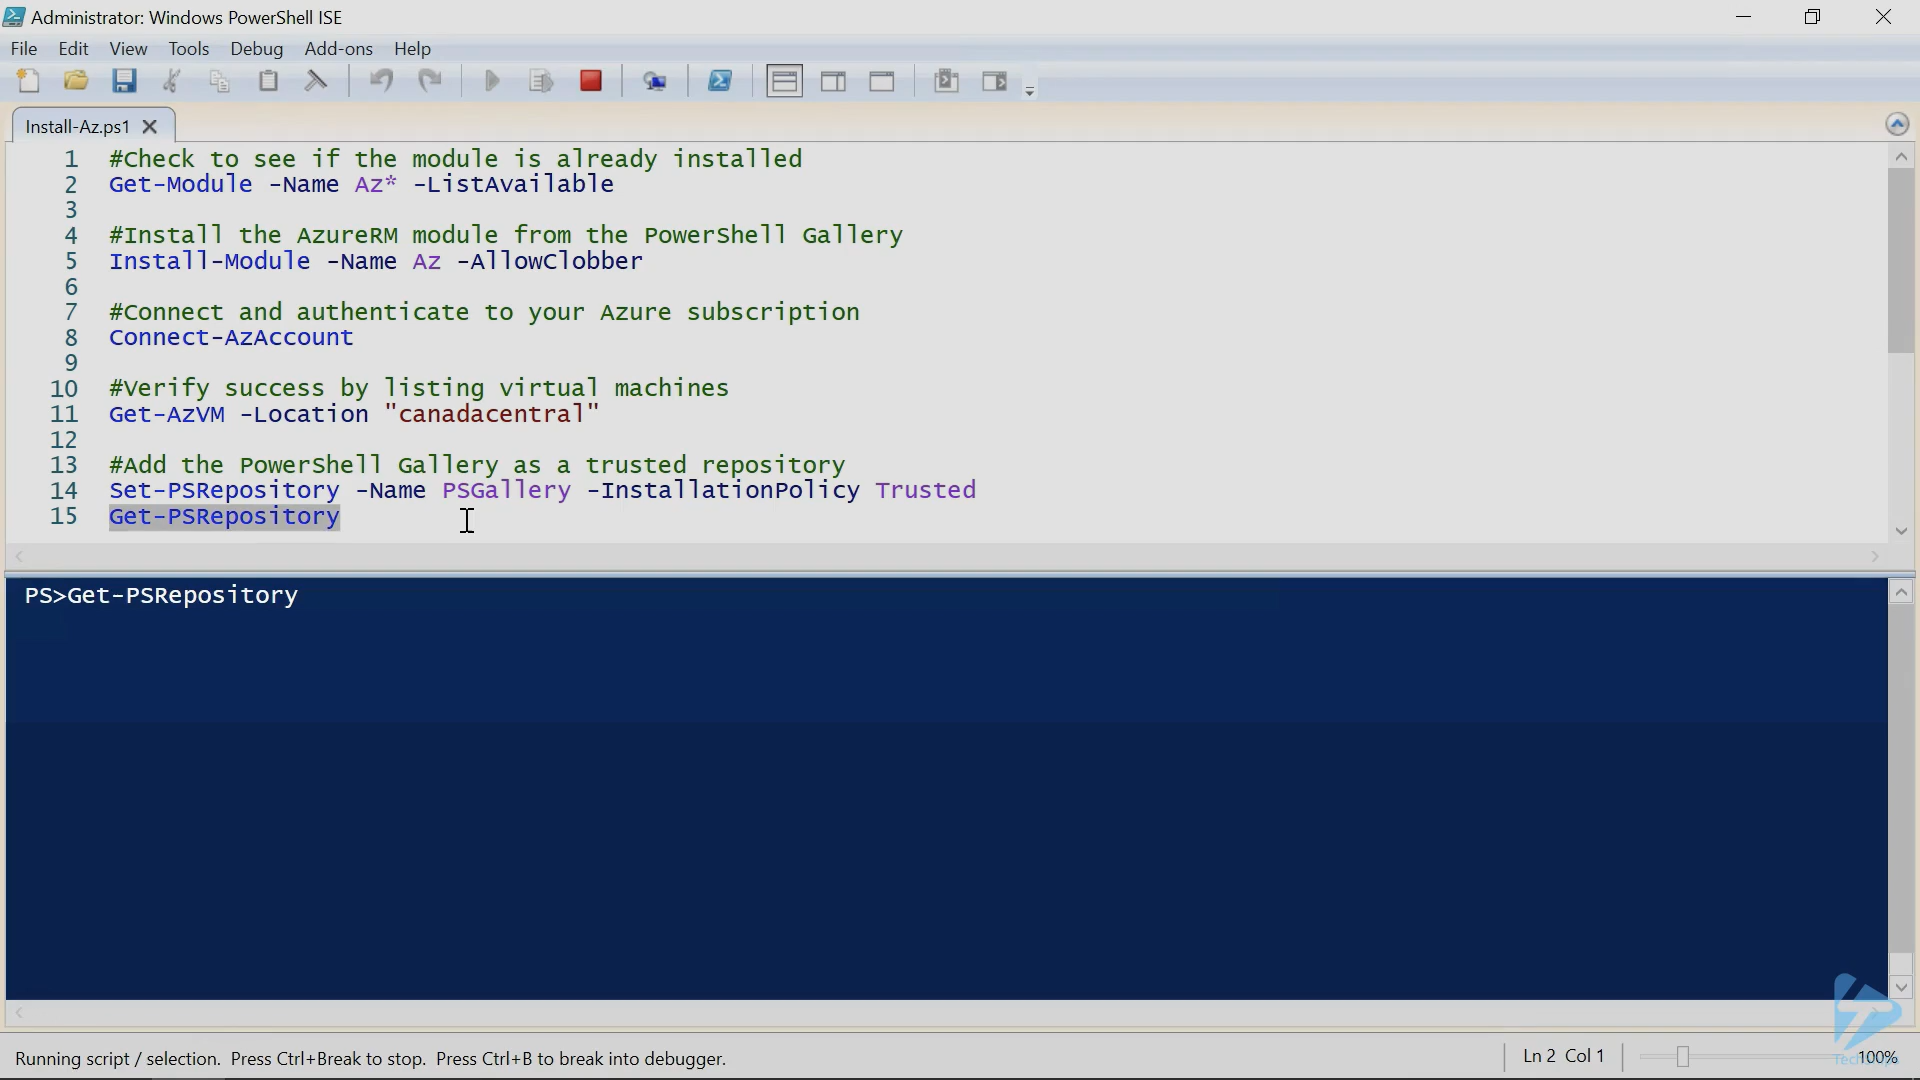 Administrator: Windows PowerShell ISE
File Edit View Tools Debug Add-ons Help
Install-Az.ps1
1 #Check to see if the module is already installed
2 Get-Module -Name Az* -ListAvailable
3
4 #Install the AzureRM module from the PowerShell Gallery
5 Install-Module -Name Az -AllowClobber
6
7 #Connect and authenticate to your Azure subscription
8 Connect-AzAccount
9
10 #Verify success by listing virtual machines
11 Get-AzVM -Location "canadacentral"
12
13 #Add the PowerShell Gallery as a trusted repository
14 Set-PSRepository -Name PSGallery -InstallationPolicy Trusted
15 Get-PSRepository
PS>Get-PSRepository
Running script / selection. Press Ctrl+Break to stop. Press Ctrl+B to break into debugger.
Ln 2 Col 1
100%